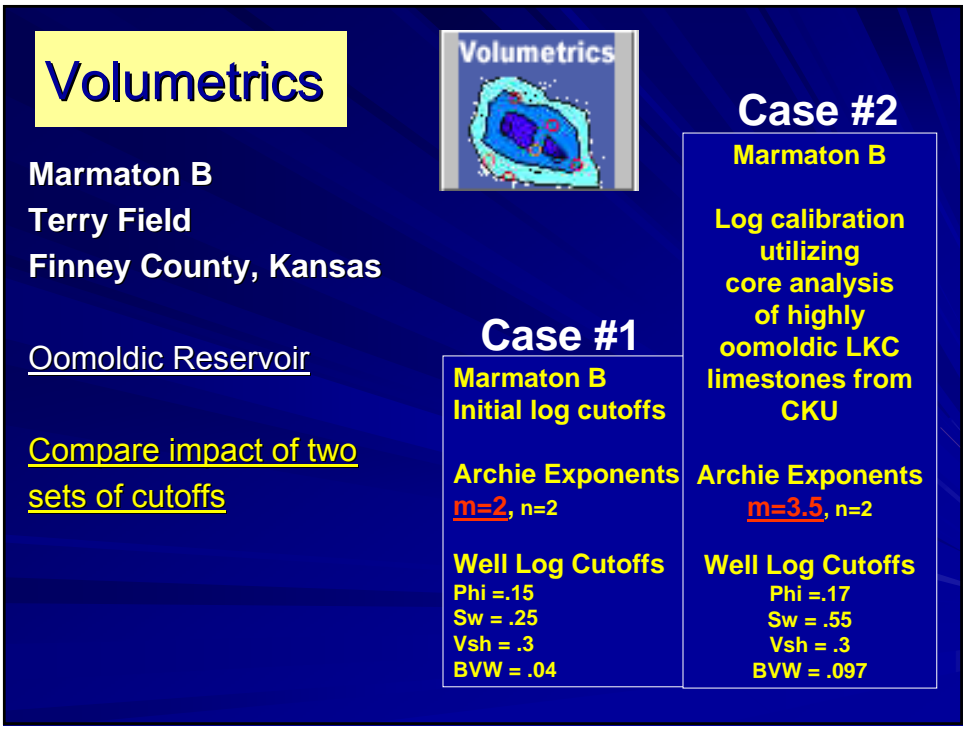 Volumetrics
Marmaton B
Terry Field
Finney County, Kansas
Oomoldic Reservoir
Compare impact of two
sets of cutoffs
Volumetrics
Case #1
Marmaton B
Initial log cutoffs
Archie Exponents
m=2, n=2
Well Log Cutoffs
Phi =.15
Sw = .25
Vsh = .3
BVW = .04
Case #2
Marmaton B
Log calibration
utilizing
core analysis
of highly
oomoldic LKC
limestones from
CKU
Archie Exponents
m=3.5, n=2
Well Log Cutoffs
Phi =.17
Sw = .55
Vsh = .3
BVW = .097